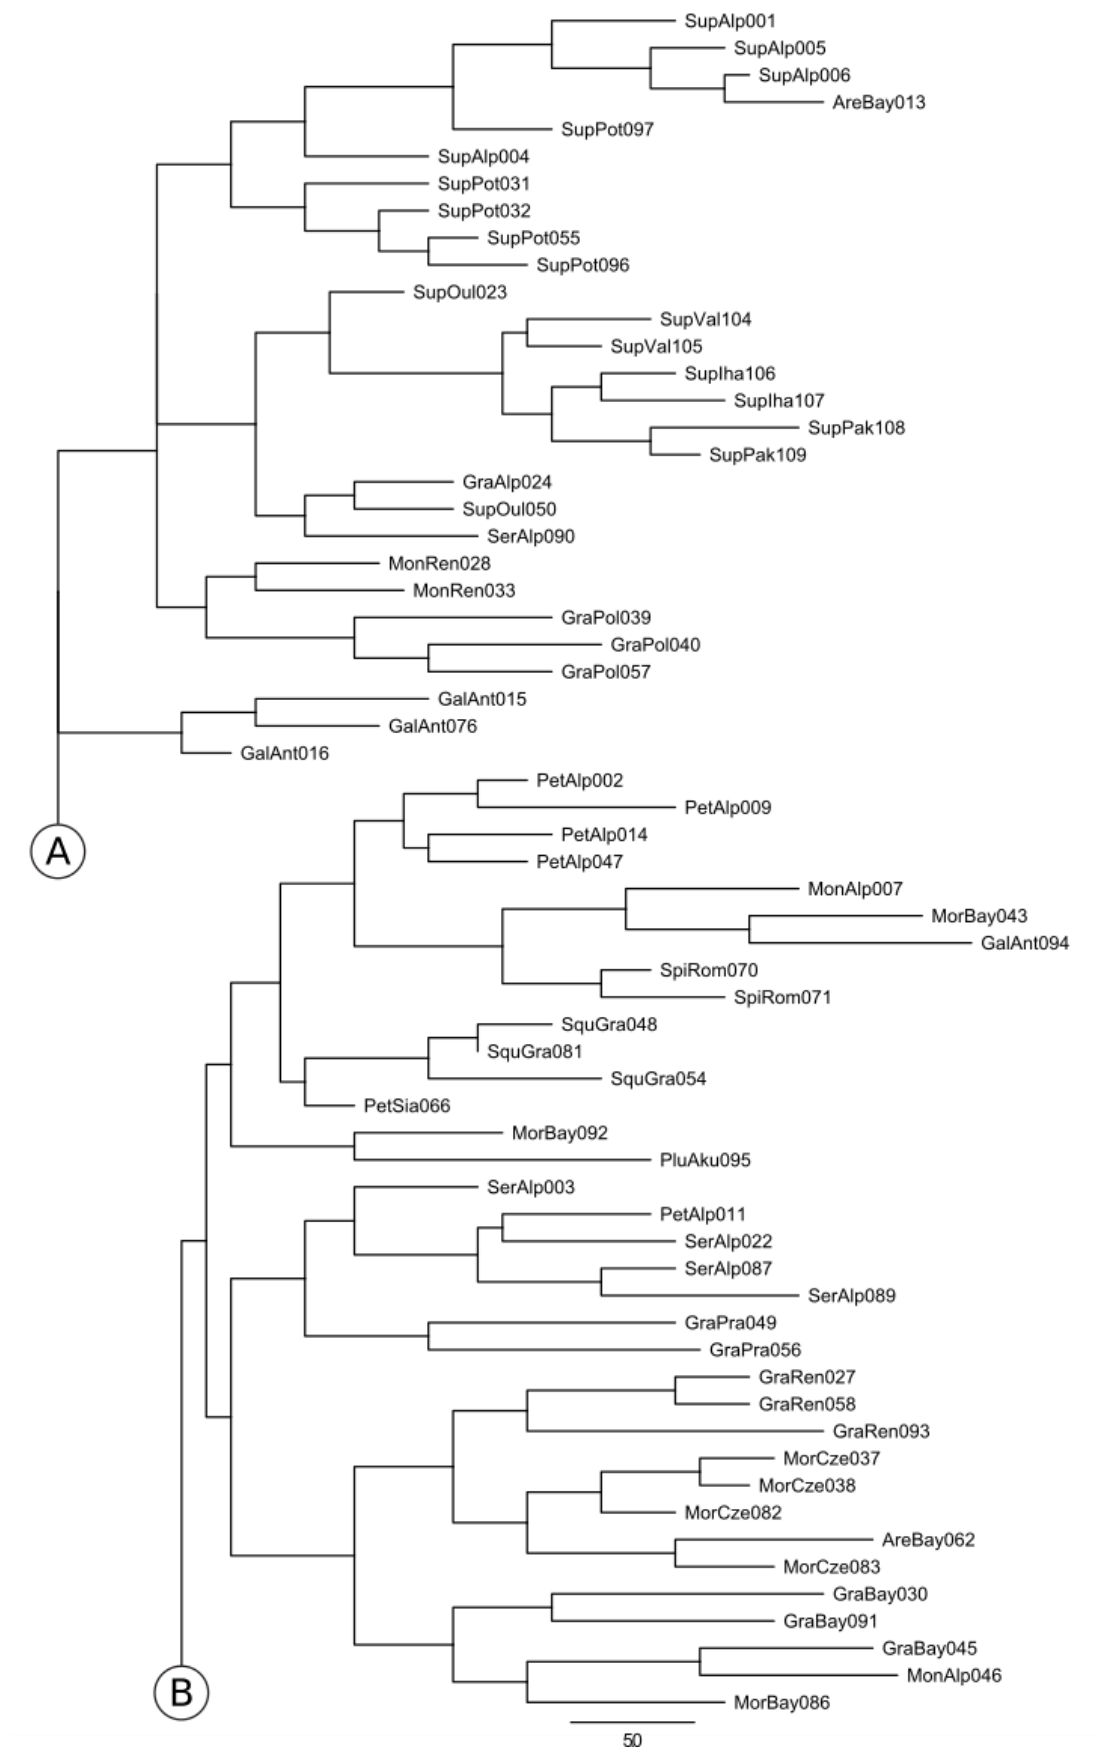 SupAlp001
SupAlp005
SupAlp006
AreBay013
SupPot097
SupAlp004
SupPot031
SupPot032
SupPot055
SupPot096
SupOul023
SupVal104
SupVal105
SupIha106
SupIha107
SupPak108
SupPak109
GraAlp024
SupOul050
SerAlp090
MonRen028
MonRen033
GraPol039
GraPol040
GraPol057
GalAnt015
GalAnt076
GalAnt016
PetAlp002
PetAlp009
PetAlp014
A
PetAlp047
MonAlp007
MorBay043
GalAnt094
SpiRom070
SpiRom071
SquGra048
SquGra081
SquGra054
PetSia066
MorBay092
PluAku095
SerAlp003
PetAlp011
SerAlp022
SerAlp087
SerAlp089
GraPra049
GraPra056
GraRen027
GraRen058
GraRen093
MorCze037
MorCze038
MorCze082
AreBay062
MorCze083
GraBay030
GraBay091
GraBay045
MonAlp046
B
MorBay086
50